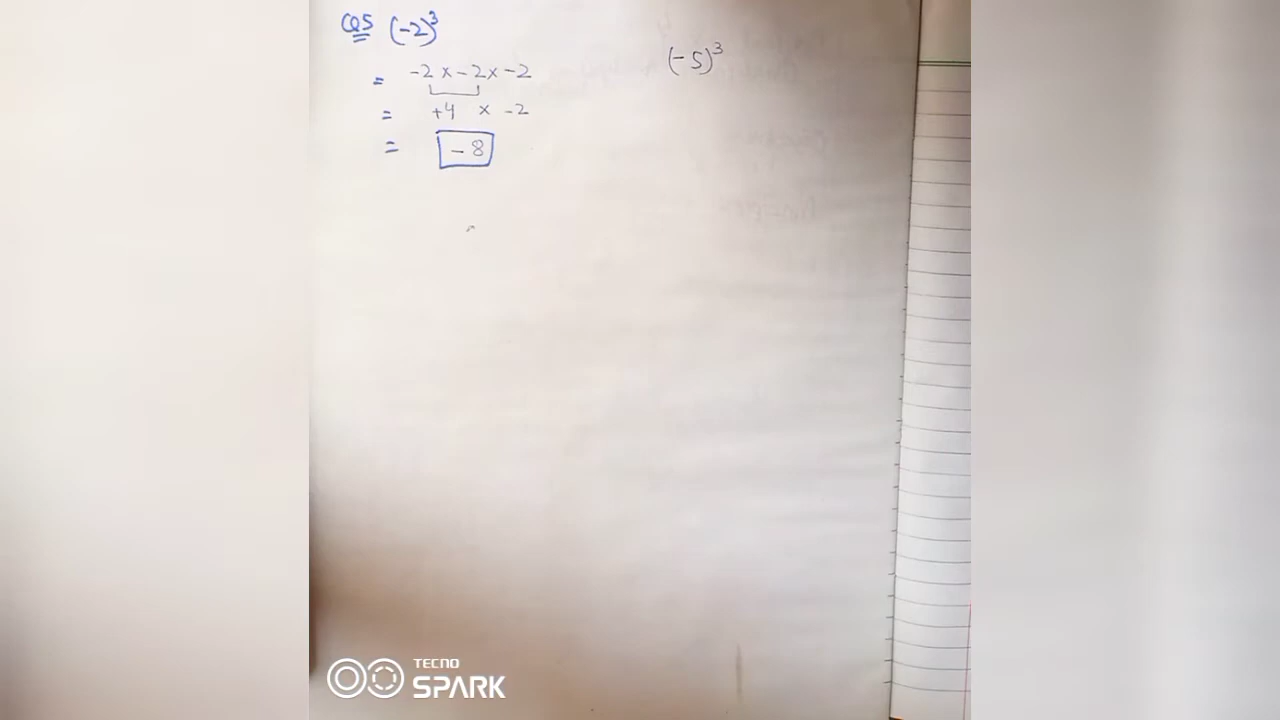 Q5 (-2)³
= -2 x -2 x -2
= +4 x -2
= -8
(-5)³
TECNO
SPARK